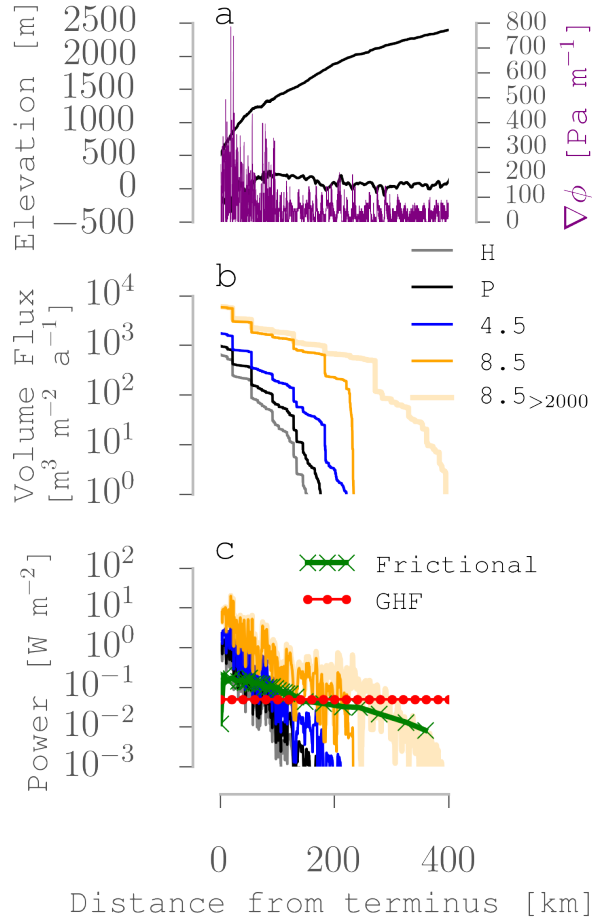 a
Elevation [m]
2500
2000
1500
1000
500
0
−500
800
700
600
500
400
300
200
100
0
∇ϕ [Pa m⁻¹]
b
Volume Flux
[m³ m⁻² a⁻¹]
10⁴
10³
10²
10¹
10⁰
H
P
4.5
8.5
8.5>2000
c
Power [W m⁻²]
10²
10¹
10⁰
10⁻¹
10⁻²
10⁻³
Frictional
GHF
0 200 400
Distance from terminus [km]